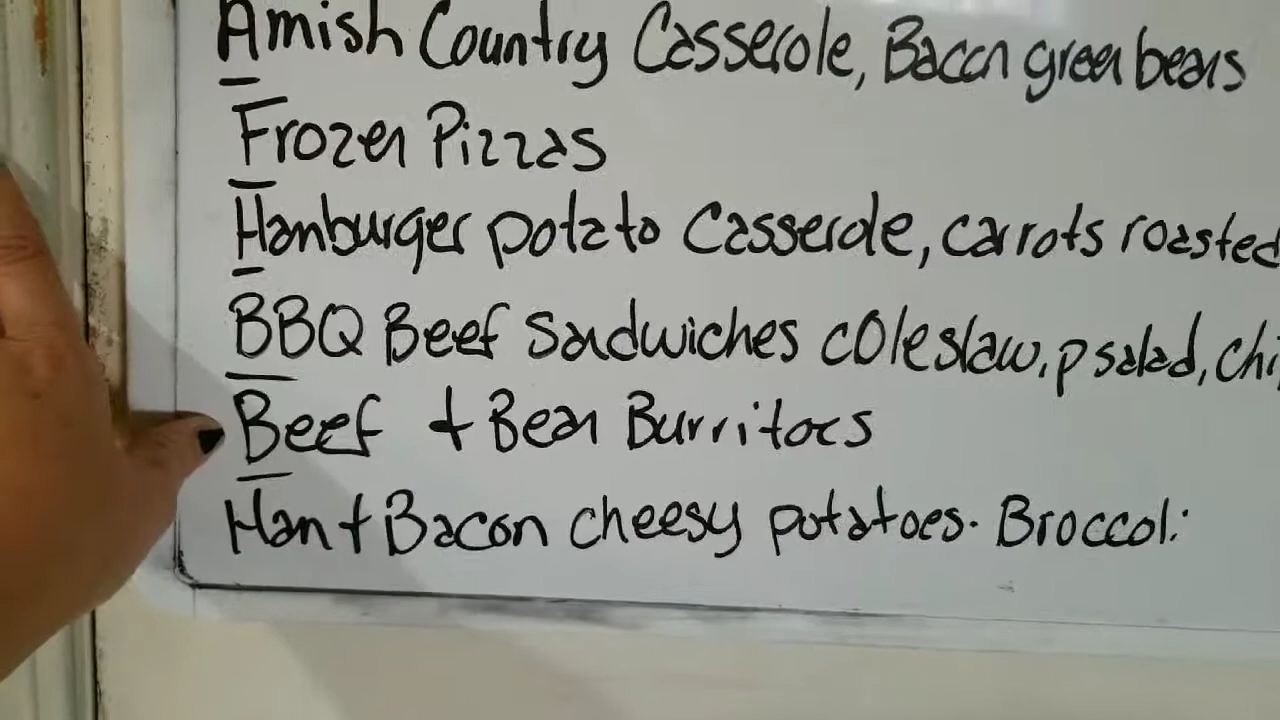 Amish Country Casserole, Bacon green beans
Frozen Pizzas
Hamburger potato Casserole, carrots roasted
BBQ Beef Sandwiches coleslaw, p salad, chi
Beef + Bean Burritos
Ham + Bacon cheesy potatoes. Broccoli